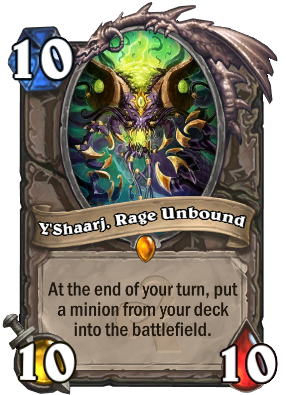 10
Y'Shaarj, Rage Unbound
At the end of your turn, put
a minion from your deck
into the battlefield.
10
10